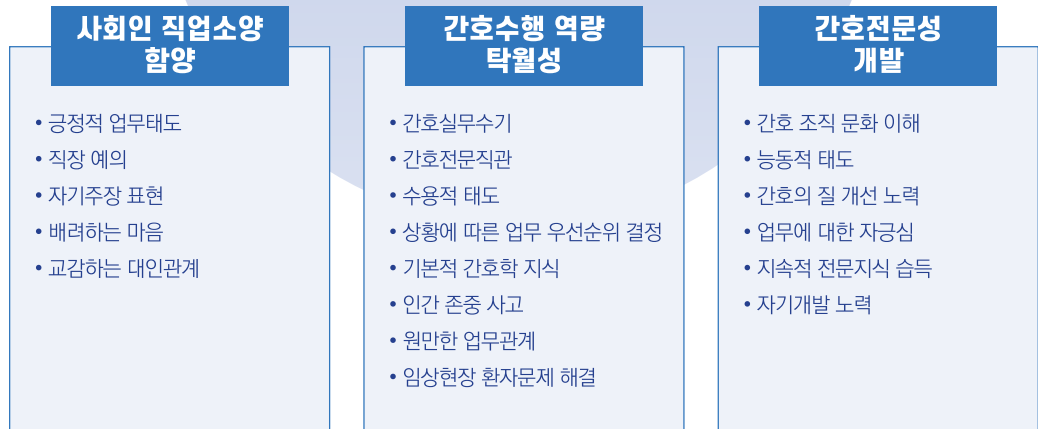 사회인 직업소양
함양
• 긍정적 업무태도
• 직장 예의
• 자기주장 표현
• 배려하는 마음
• 교감하는 대인관계
간호수행 역량
탁월성
• 간호실무수기
• 간호전문직관
• 수용적 태도
• 상황에 따른 업무 우선순위 결정
• 기본적 간호학 지식
• 인간 존중 사고
• 원만한 업무관계
• 임상현장 환자문제 해결
간호전문성
개발
• 간호 조직 문화 이해
• 능동적 태도
• 간호의 질 개선 노력
• 업무에 대한 자긍심
• 지속적 전문지식 습득
• 자기개발 노력